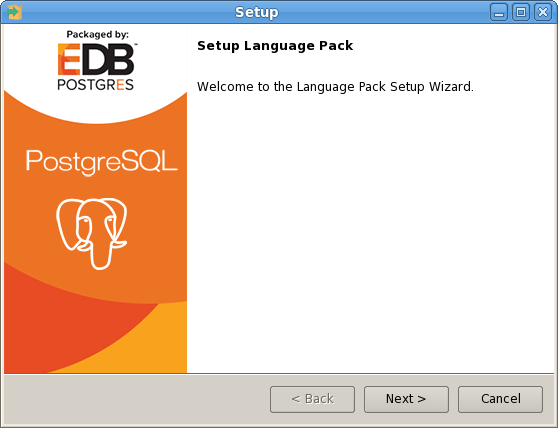 Setup
Packaged by:
EDB™
POSTGRES
PostgreSQL
Setup Language Pack
Welcome to the Language Pack Setup Wizard.
< Back
Next >
Cancel